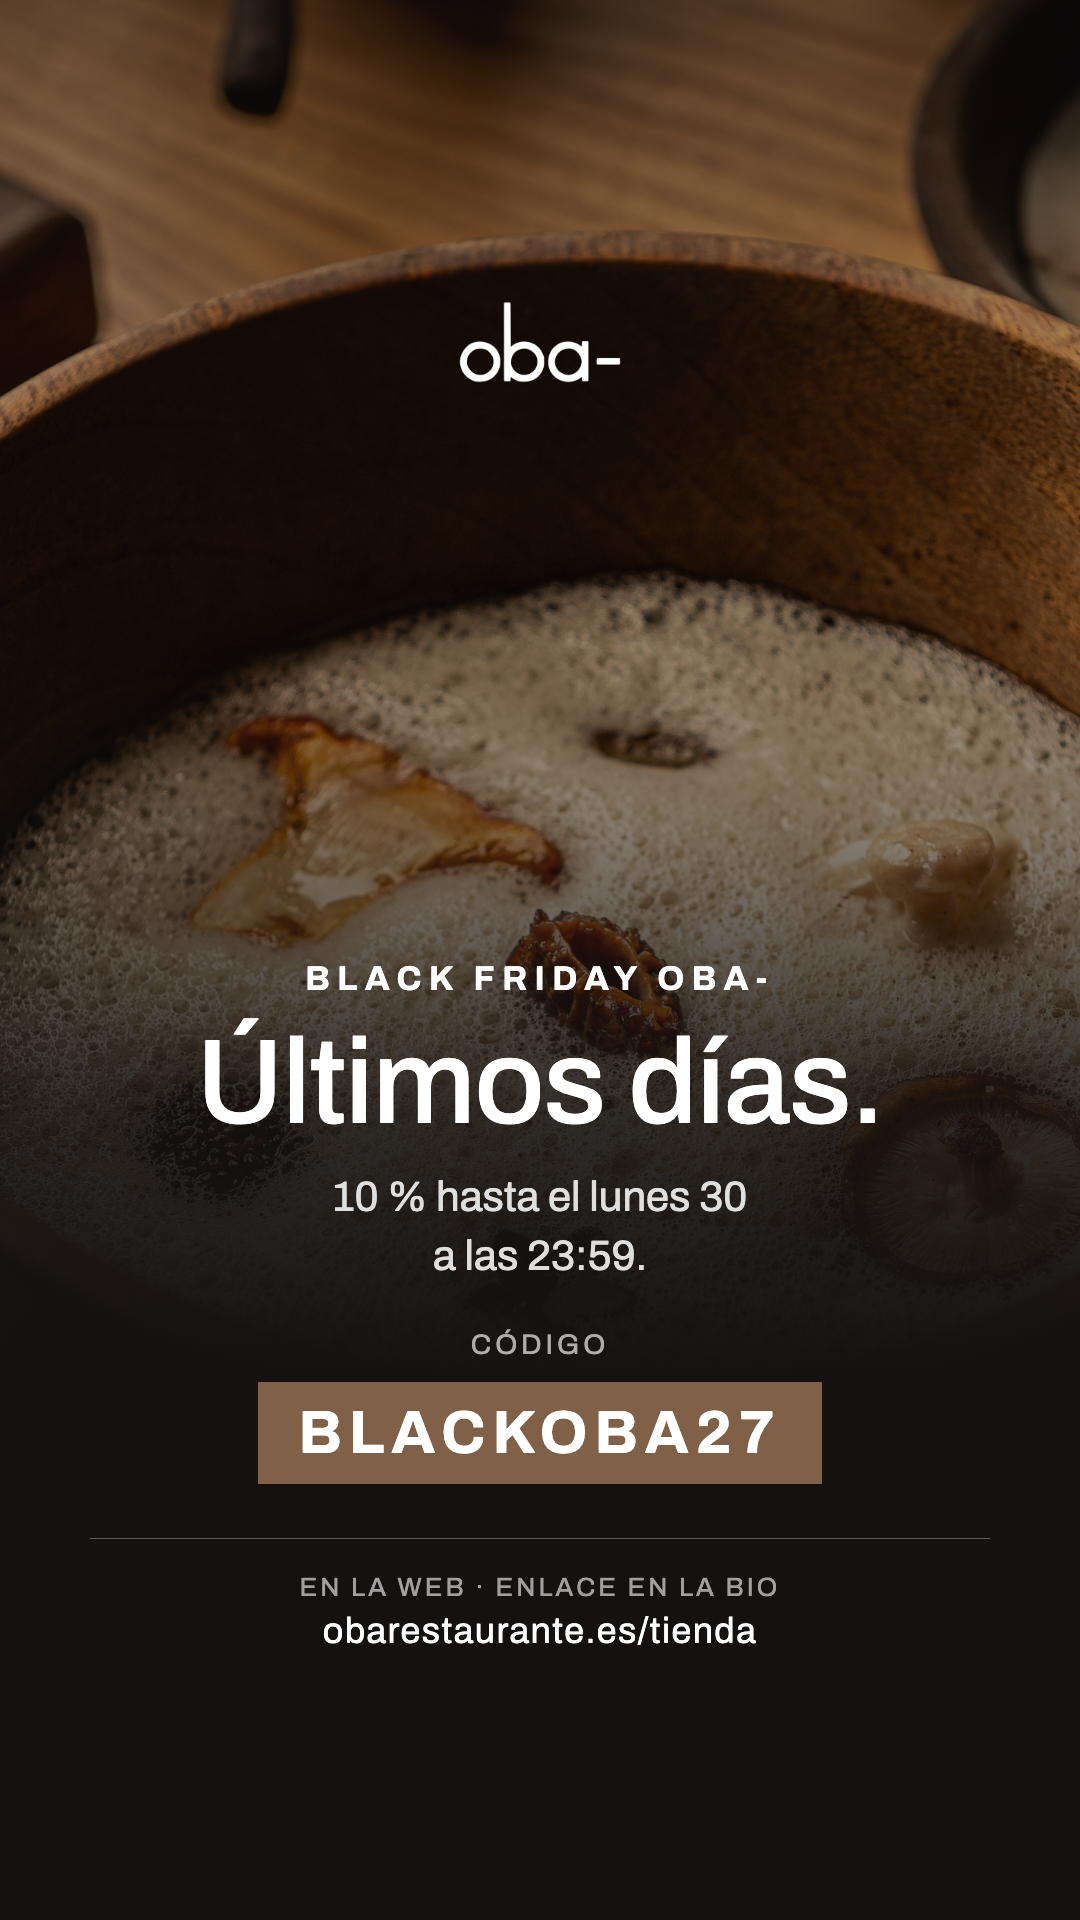 oba-
BLACK FRIDAY OBA-
Últimos días.
10 % hasta el lunes 30
a las 23:59.
CÓDIGO
BLACKOBA27
EN LA WEB · ENLACE EN LA BIO
obarestaurante.es/tienda